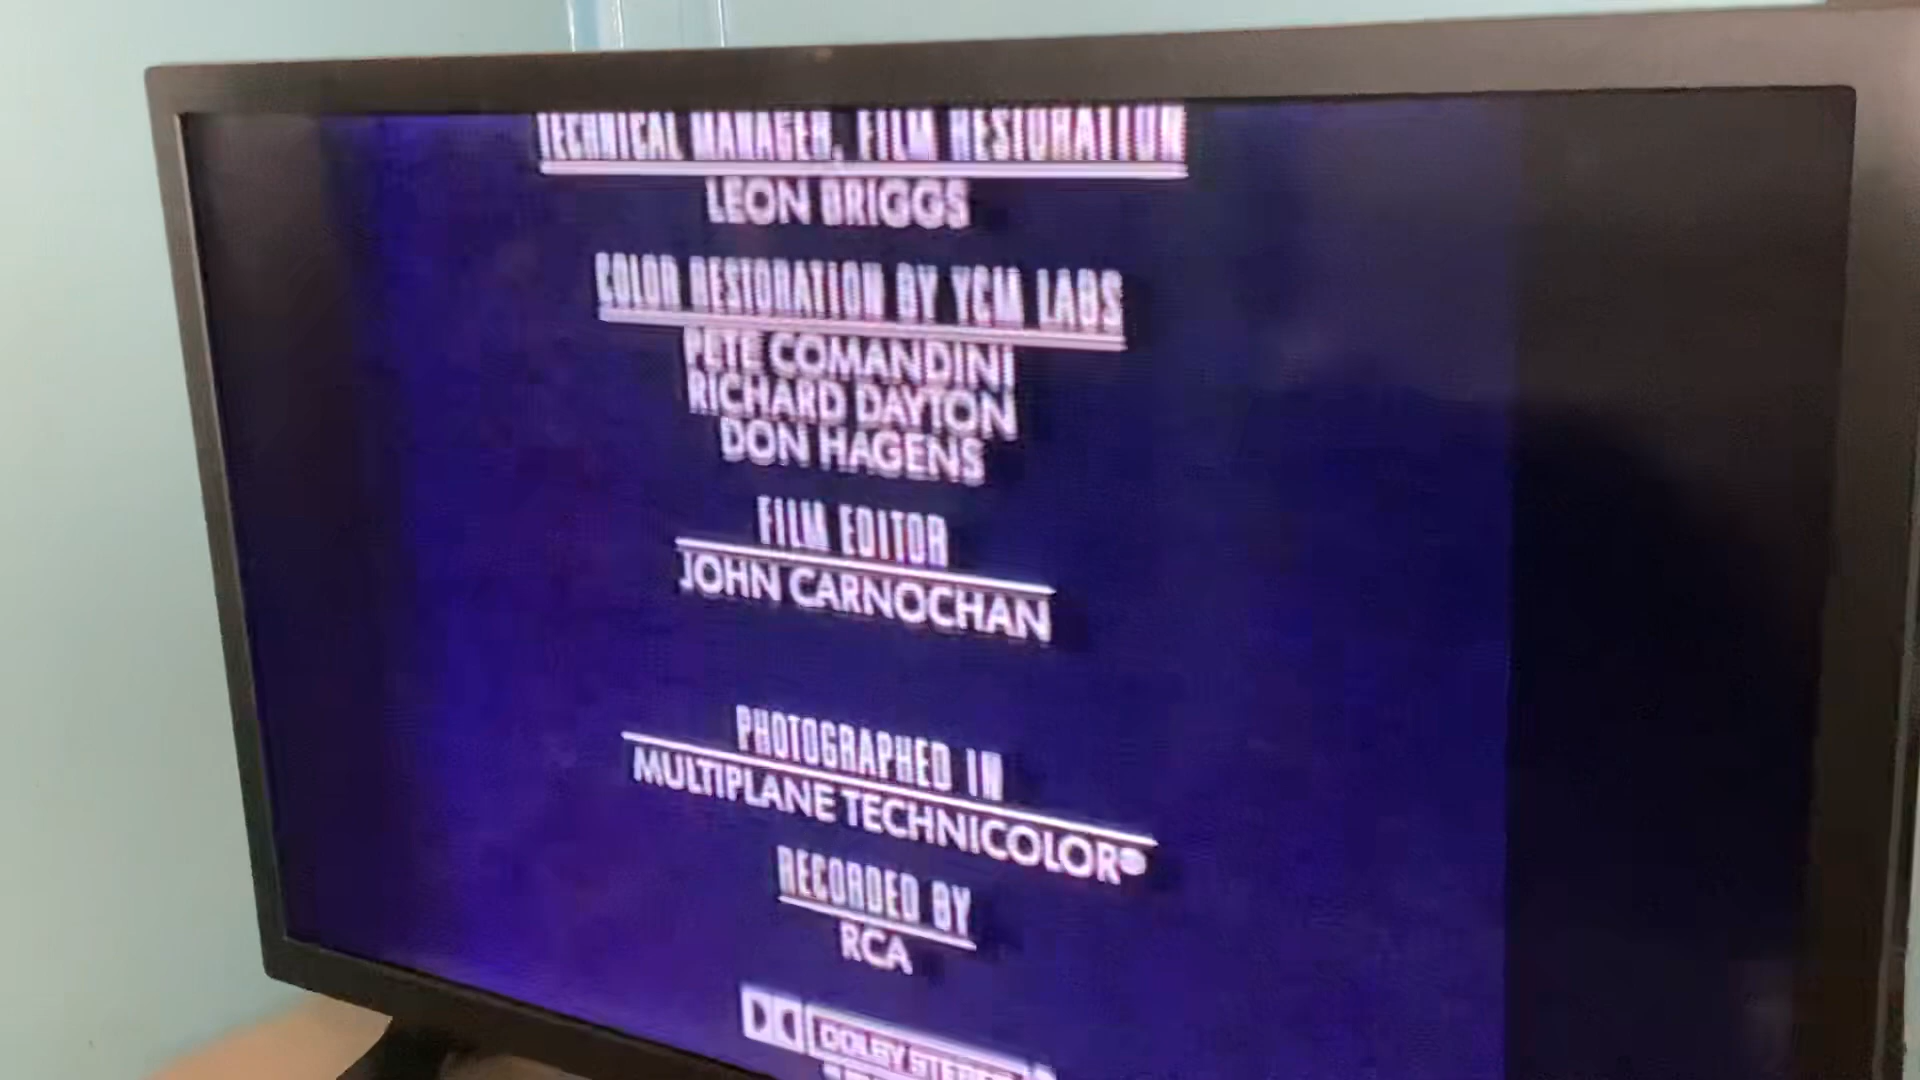 TECHNICAL MANAGER, FILM RESTORATION
LEON BRIGGS
COLOR RESTORATION BY YCM LABS
PETE COMANDINI
RICHARD DAYTON
DON HAGENS
FILM EDITOR
JOHN CARNOCHAN
PHOTOGRAPHED IN
MULTIPLANE TECHNICOLOR®
RECORDED BY
RCA
DOLBY STEREO